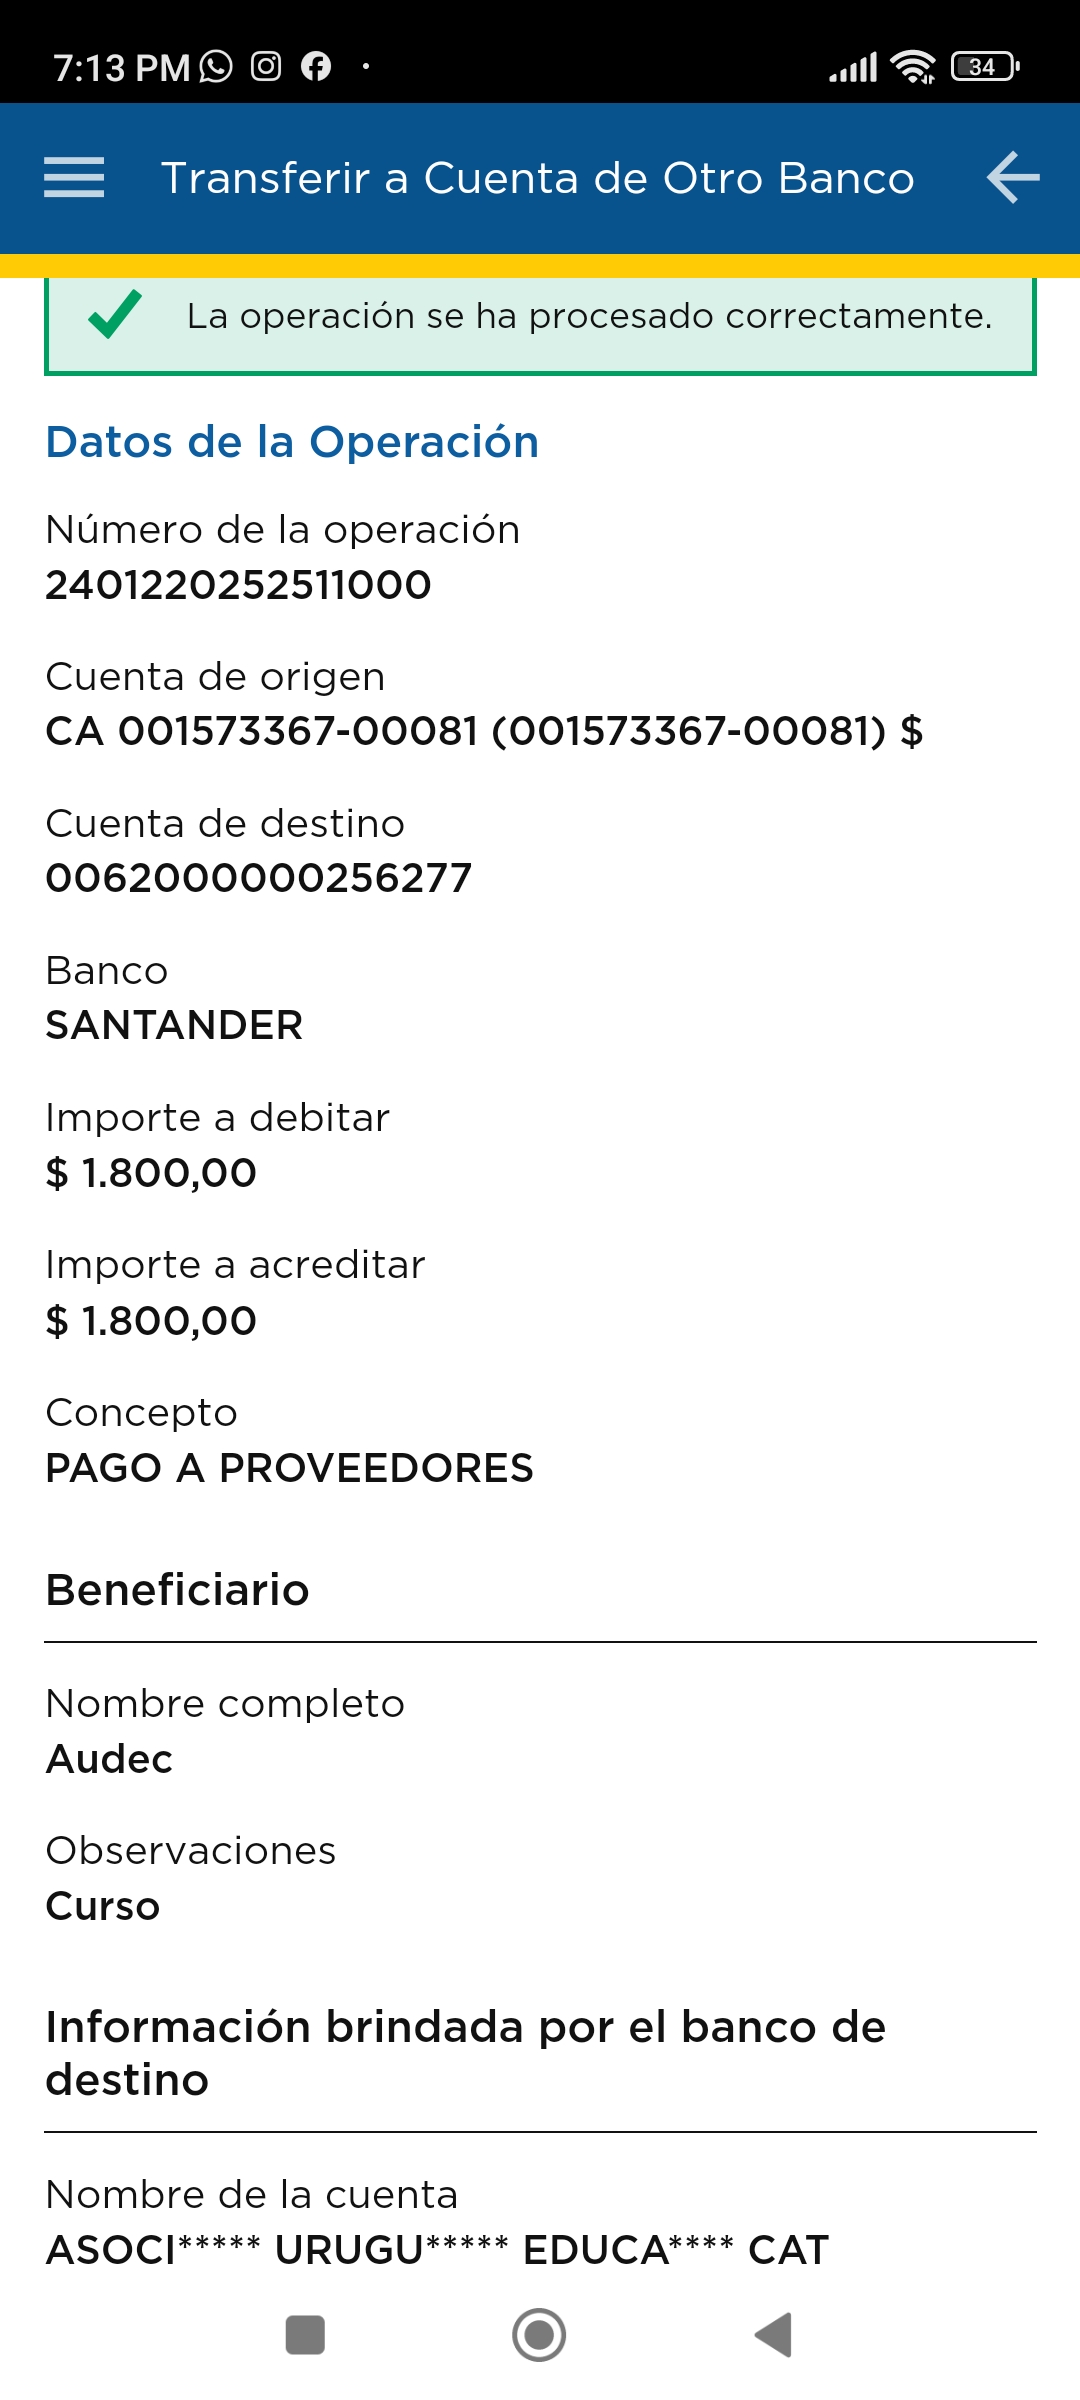 7:13 PM
34
Transferir a Cuenta de Otro Banco
La operación se ha procesado correctamente.
Datos de la Operación
Número de la operación
2401220252511000
Cuenta de origen
CA 001573367-00081 (001573367-00081) $
Cuenta de destino
0062000000256277
Banco
SANTANDER
Importe a debitar
$ 1.800,00
Importe a acreditar
$ 1.800,00
Concepto
PAGO A PROVEEDORES
Beneficiario
Nombre completo
Audec
Observaciones
Curso
Información brindada por el banco de
destino
Nombre de la cuenta
ASOCI***** URUGU***** EDUCA**** CAT